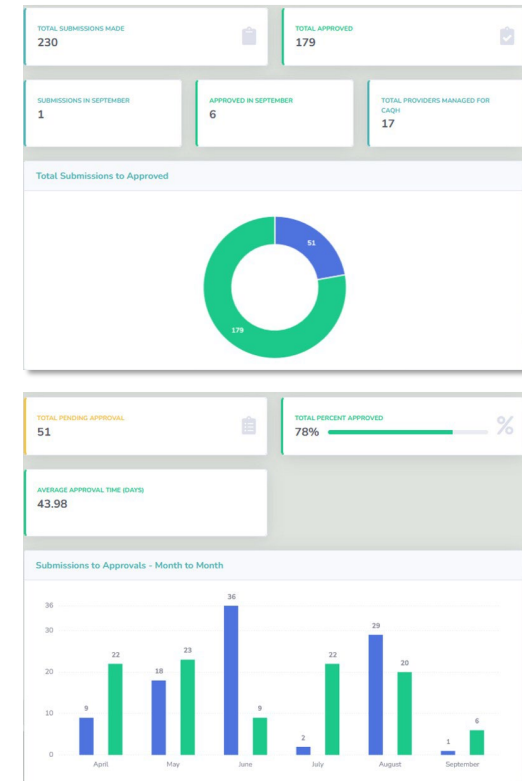 TOTAL SUBMISSIONS MADE
230
TOTAL APPROVED
179
SUBMISSIONS IN SEPTEMBER
1
APPROVED IN SEPTEMBER
6
TOTAL PROVIDERS MANAGED FOR
CAQH
17
Total Submissions to Approved
51
179
TOTAL PENDING APPROVAL
51
TOTAL PERCENT APPROVED
78%
%
AVERAGE APPROVAL TIME (DAYS)
43.98
Submissions to Approvals - Month to Month
36
30
20
10
0
9
22
18
23
36
9
2
22
29
20
1
6
April
May
June
July
August
September